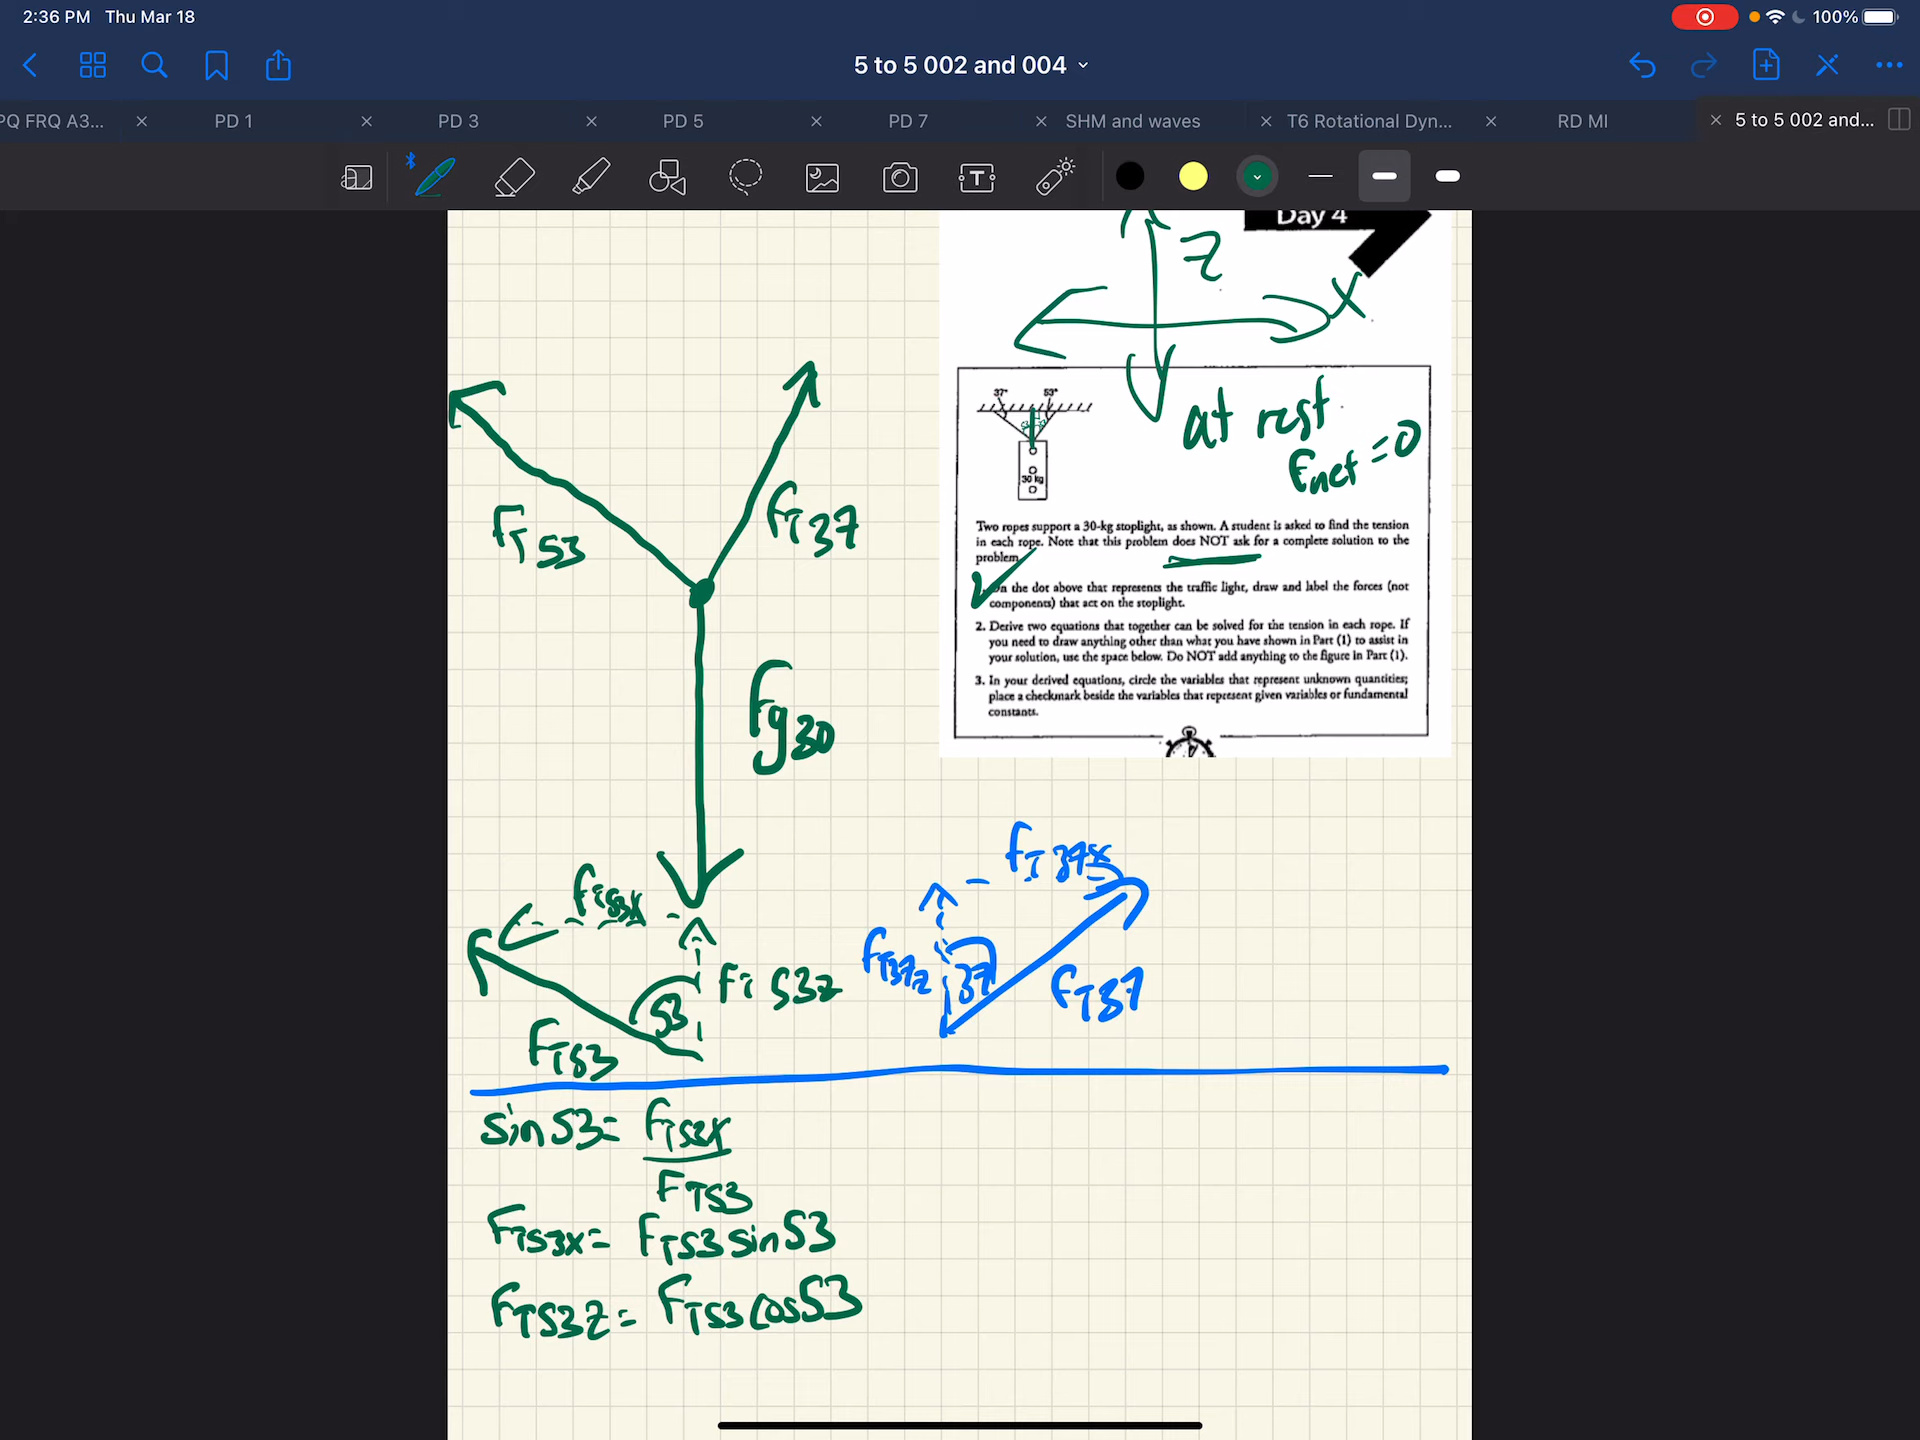 2:36 PM Thu Mar 18
100%
5 to 5 002 and 004
PQ FRQ A3...
PD 1
PD 3
PD 5
PD 7
SHM and waves
T6 Rotational Dyn...
RD MI
5 to 5 002 and...
Day 4
Z
X
37°
53°
30 kg
at rest
Fnet = 0
Two ropes support a 30-kg stoplight, as shown. A student is asked to find the tension
in each rope. Note that this problem does NOT ask for a complete solution to the
problem.
On the dot above that represents the traffic light, draw and label the forces (not
components) that act on the stoplight.
2. Derive two equations that together can be solved for the tension in each rope. If
you need to draw anything other than what you have shown in Part (1) to assist in
your solution, use the space below. Do NOT add anything to the figure in Part (1).
3. In your derived equations, circle the variables that represent unknown quantities;
place a checkmark beside the variables that represent given variables or fundamental
constants.
FT53
FT37
Fg30
FT53x
FT53z
53
FT53
FT37x
FT37z
37
FT37
sin53= FT53x
FT53
FT53x= FT53 sin53
FT53z= FT53 cos53